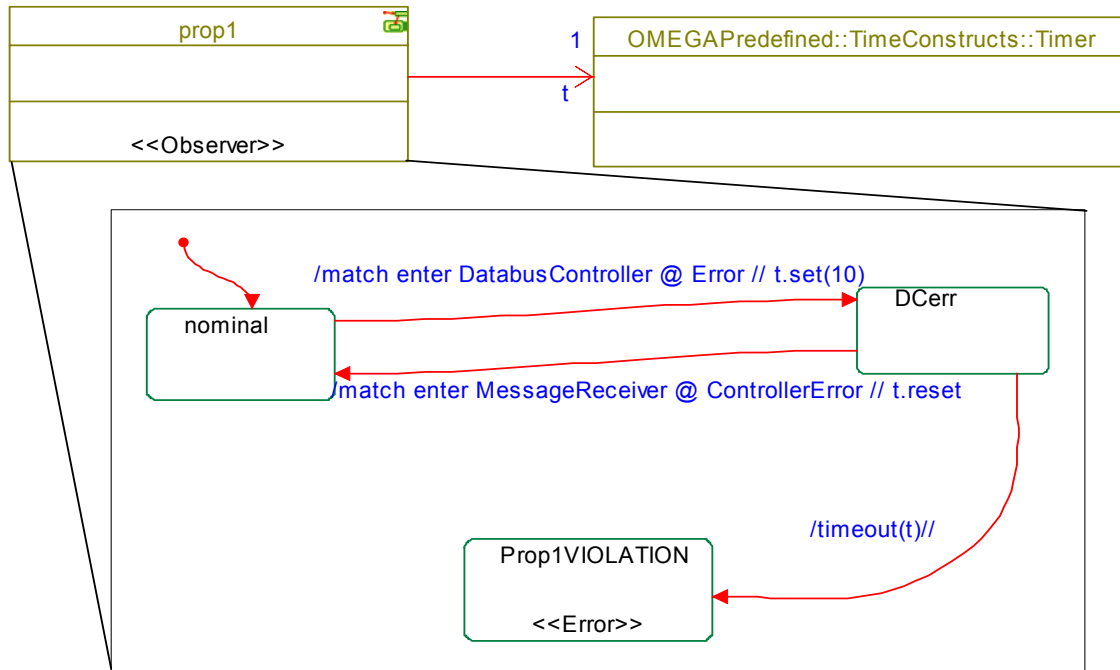 prop1
<<Observer>>
1
t
OMEGAPredefined::TimeConstructs::Timer
/match enter DatabusController @ Error // t.set(10)
nominal
DCerr
/match enter MessageReceiver @ ControllerError // t.reset
/timeout(t)//
Prop1VIOLATION
<<Error>>